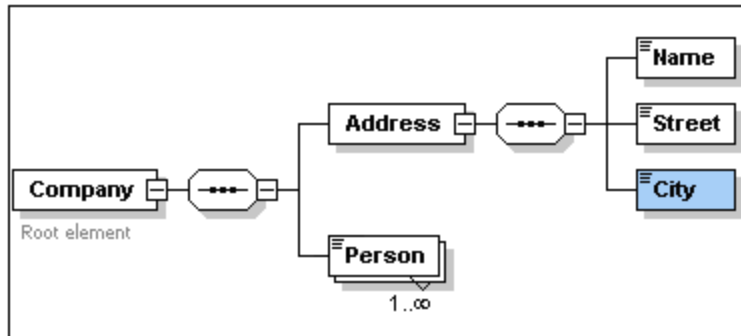 Company
Root element
Address
Name
Street
City
Person
1..∞